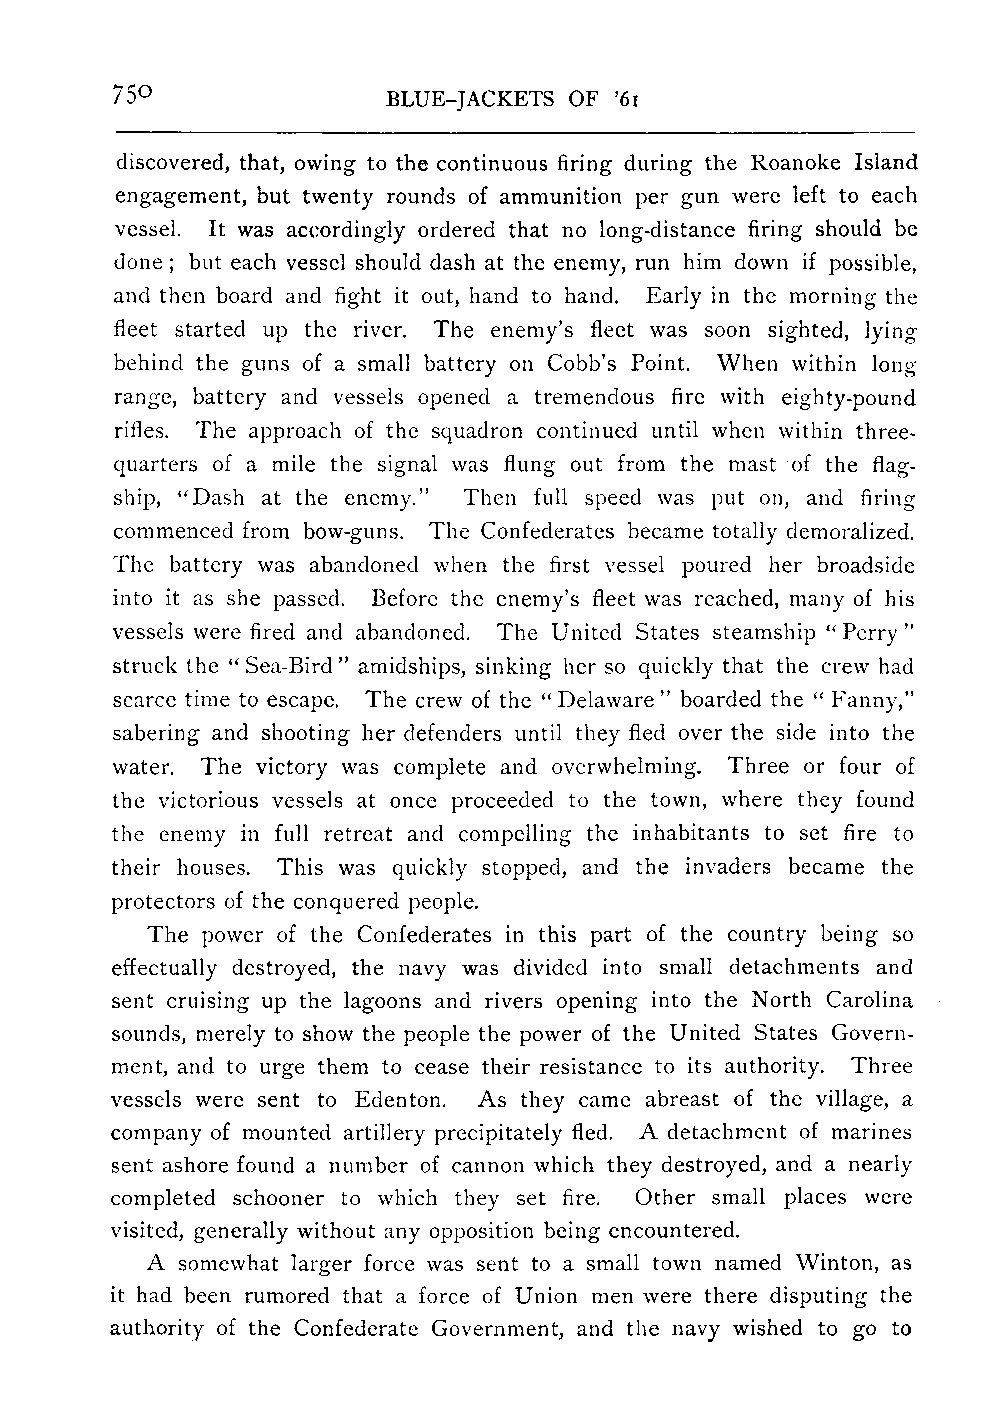 750 BLUE-JACKETS OF '61
discovered, that, owing to the continuous firing during the Roanoke Island
engagement, but twenty rounds of ammunition per gun were left to each
vessel. It was accordingly ordered that no long-distance firing should be
done; but each vessel should dash at the enemy, run him down if possible,
and then board and fight it out, hand to hand. Early in the morning the
fleet started up the river. The enemy's fleet was soon sighted, lying
behind the guns of a small battery on Cobb's Point. When within long
range, battery and vessels opened a tremendous fire with eighty-pound
rifles. The approach of the squadron continued until when within three-
quarters of a mile the signal was flung out from the mast of the flag-
ship, "Dash at the enemy." Then full speed was put on, and firing
commenced from bow-guns. The Confederates became totally demoralized.
The battery was abandoned when the first vessel poured her broadside
into it as she passed. Before the enemy's fleet was reached, many of his
vessels were fired and abandoned. The United States steamship "Perry"
struck the "Sea-Bird" amidships, sinking her so quickly that the crew had
scarce time to escape. The crew of the "Delaware" boarded the "Fanny,"
sabering and shooting her defenders until they fled over the side into the
water. The victory was complete and overwhelming. Three or four of
the victorious vessels at once proceeded to the town, where they found
the enemy in full retreat and compelling the inhabitants to set fire to
their houses. This was quickly stopped, and the invaders became the
protectors of the conquered people.
The power of the Confederates in this part of the country being so
effectually destroyed, the navy was divided into small detachments and
sent cruising up the lagoons and rivers opening into the North Carolina
sounds, merely to show the people the power of the United States Govern-
ment, and to urge them to cease their resistance to its authority. Three
vessels were sent to Edenton. As they came abreast of the village, a
company of mounted artillery precipitately fled. A detachment of marines
sent ashore found a number of cannon which they destroyed, and a nearly
completed schooner to which they set fire. Other small places were
visited, generally without any opposition being encountered.
A somewhat larger force was sent to a small town named Winton, as
it had been rumored that a force of Union men were there disputing the
authority of the Confederate Government, and the navy wished to go to